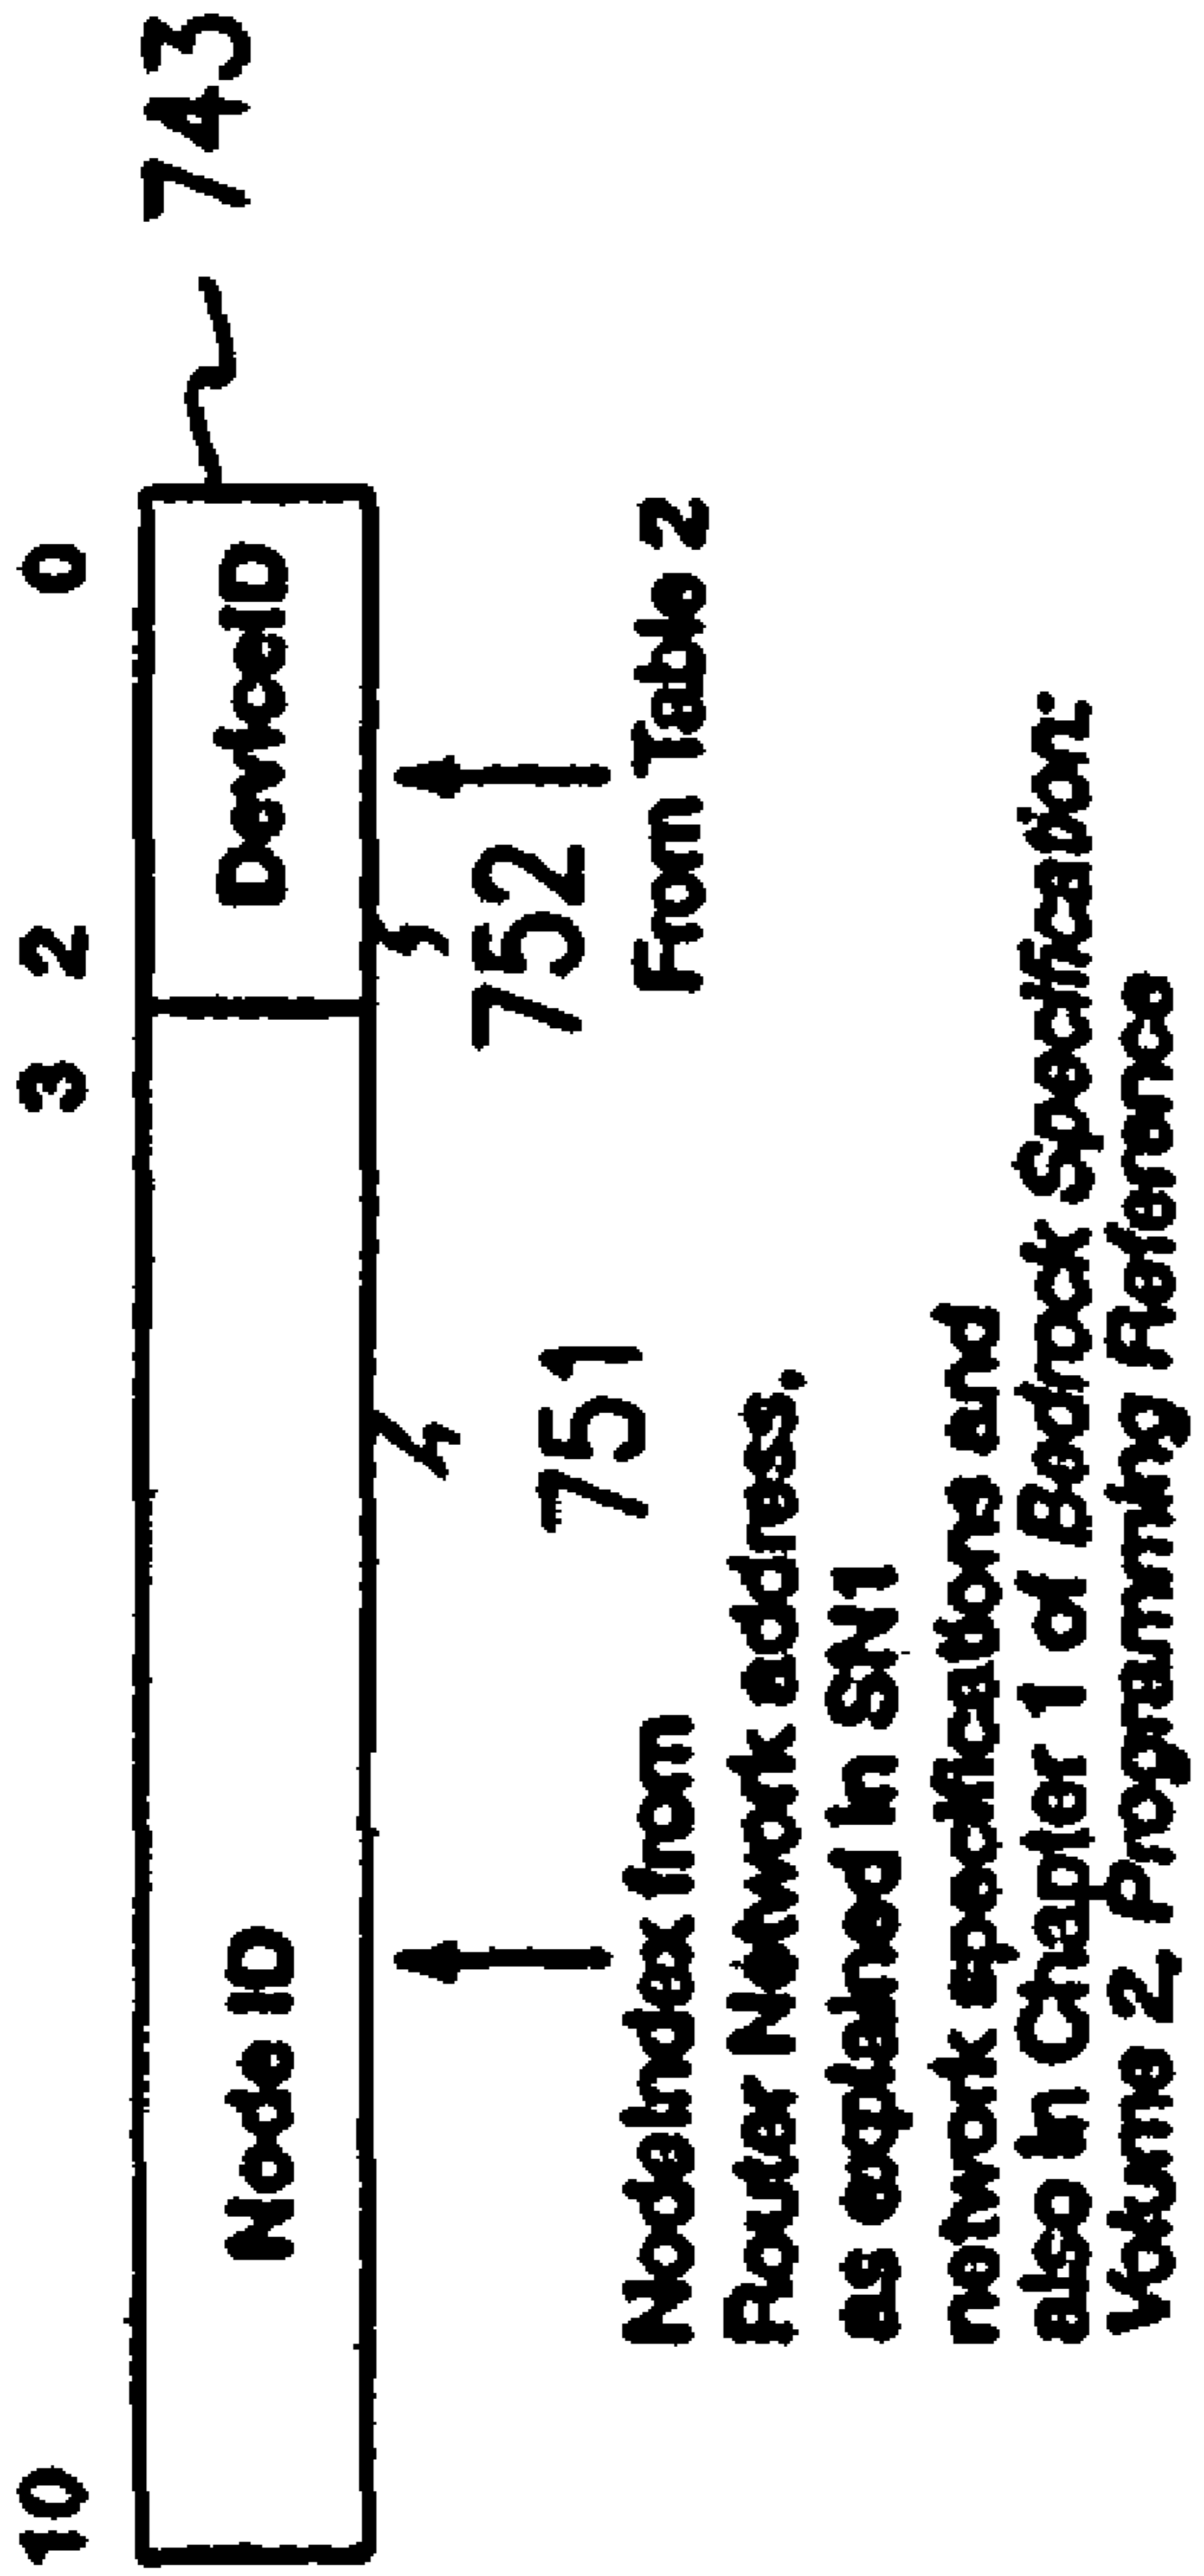 10 3 2 0
Node ID DeviceID 743
751 752
NodeIndex from
Router Network address,
as explained in SN1
network specifications and
also in Chapter 1 of Bedrock Specification:
Volume 2, Programming Reference
From Table 2